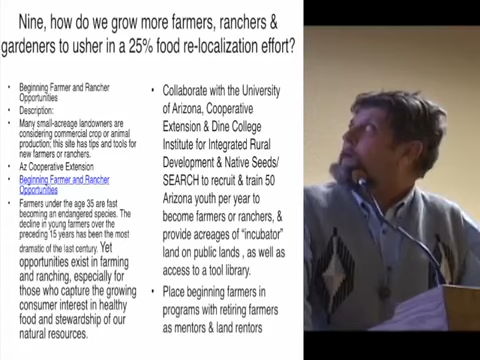 Nine, how do we grow more farmers, ranchers &
gardeners to usher in a 25% food re-localization effort?
Beginning Farmer and Rancher
Opportunities
Description:
Many small-acreage landowners are
considering commercial crop or animal
production; this site has tips and tools for
new farmers or ranchers.
Az Cooperative Extension
Beginning Farmer and Rancher
Opportunities
Farmers under the age 35 are fast
becoming an endangered species. The
decline in young farmers over the
preceding 15 years has been the most
dramatic of the last century. Yet
opportunities exist in farming
and ranching, especially for
those who capture the growing
consumer interest in healthy
food and stewardship of our
natural resources.
Collaborate with the University
of Arizona, Cooperative
Extension & Dine College
Institute for Integrated Rural
Development & Native Seeds/
SEARCH to recruit & train 50
Arizona youth per year to
become farmers or ranchers, &
provide acreages of “incubator”
land on public lands , as well as
access to a tool library.
Place beginning farmers in
programs with retiring farmers
as mentors & land rentors